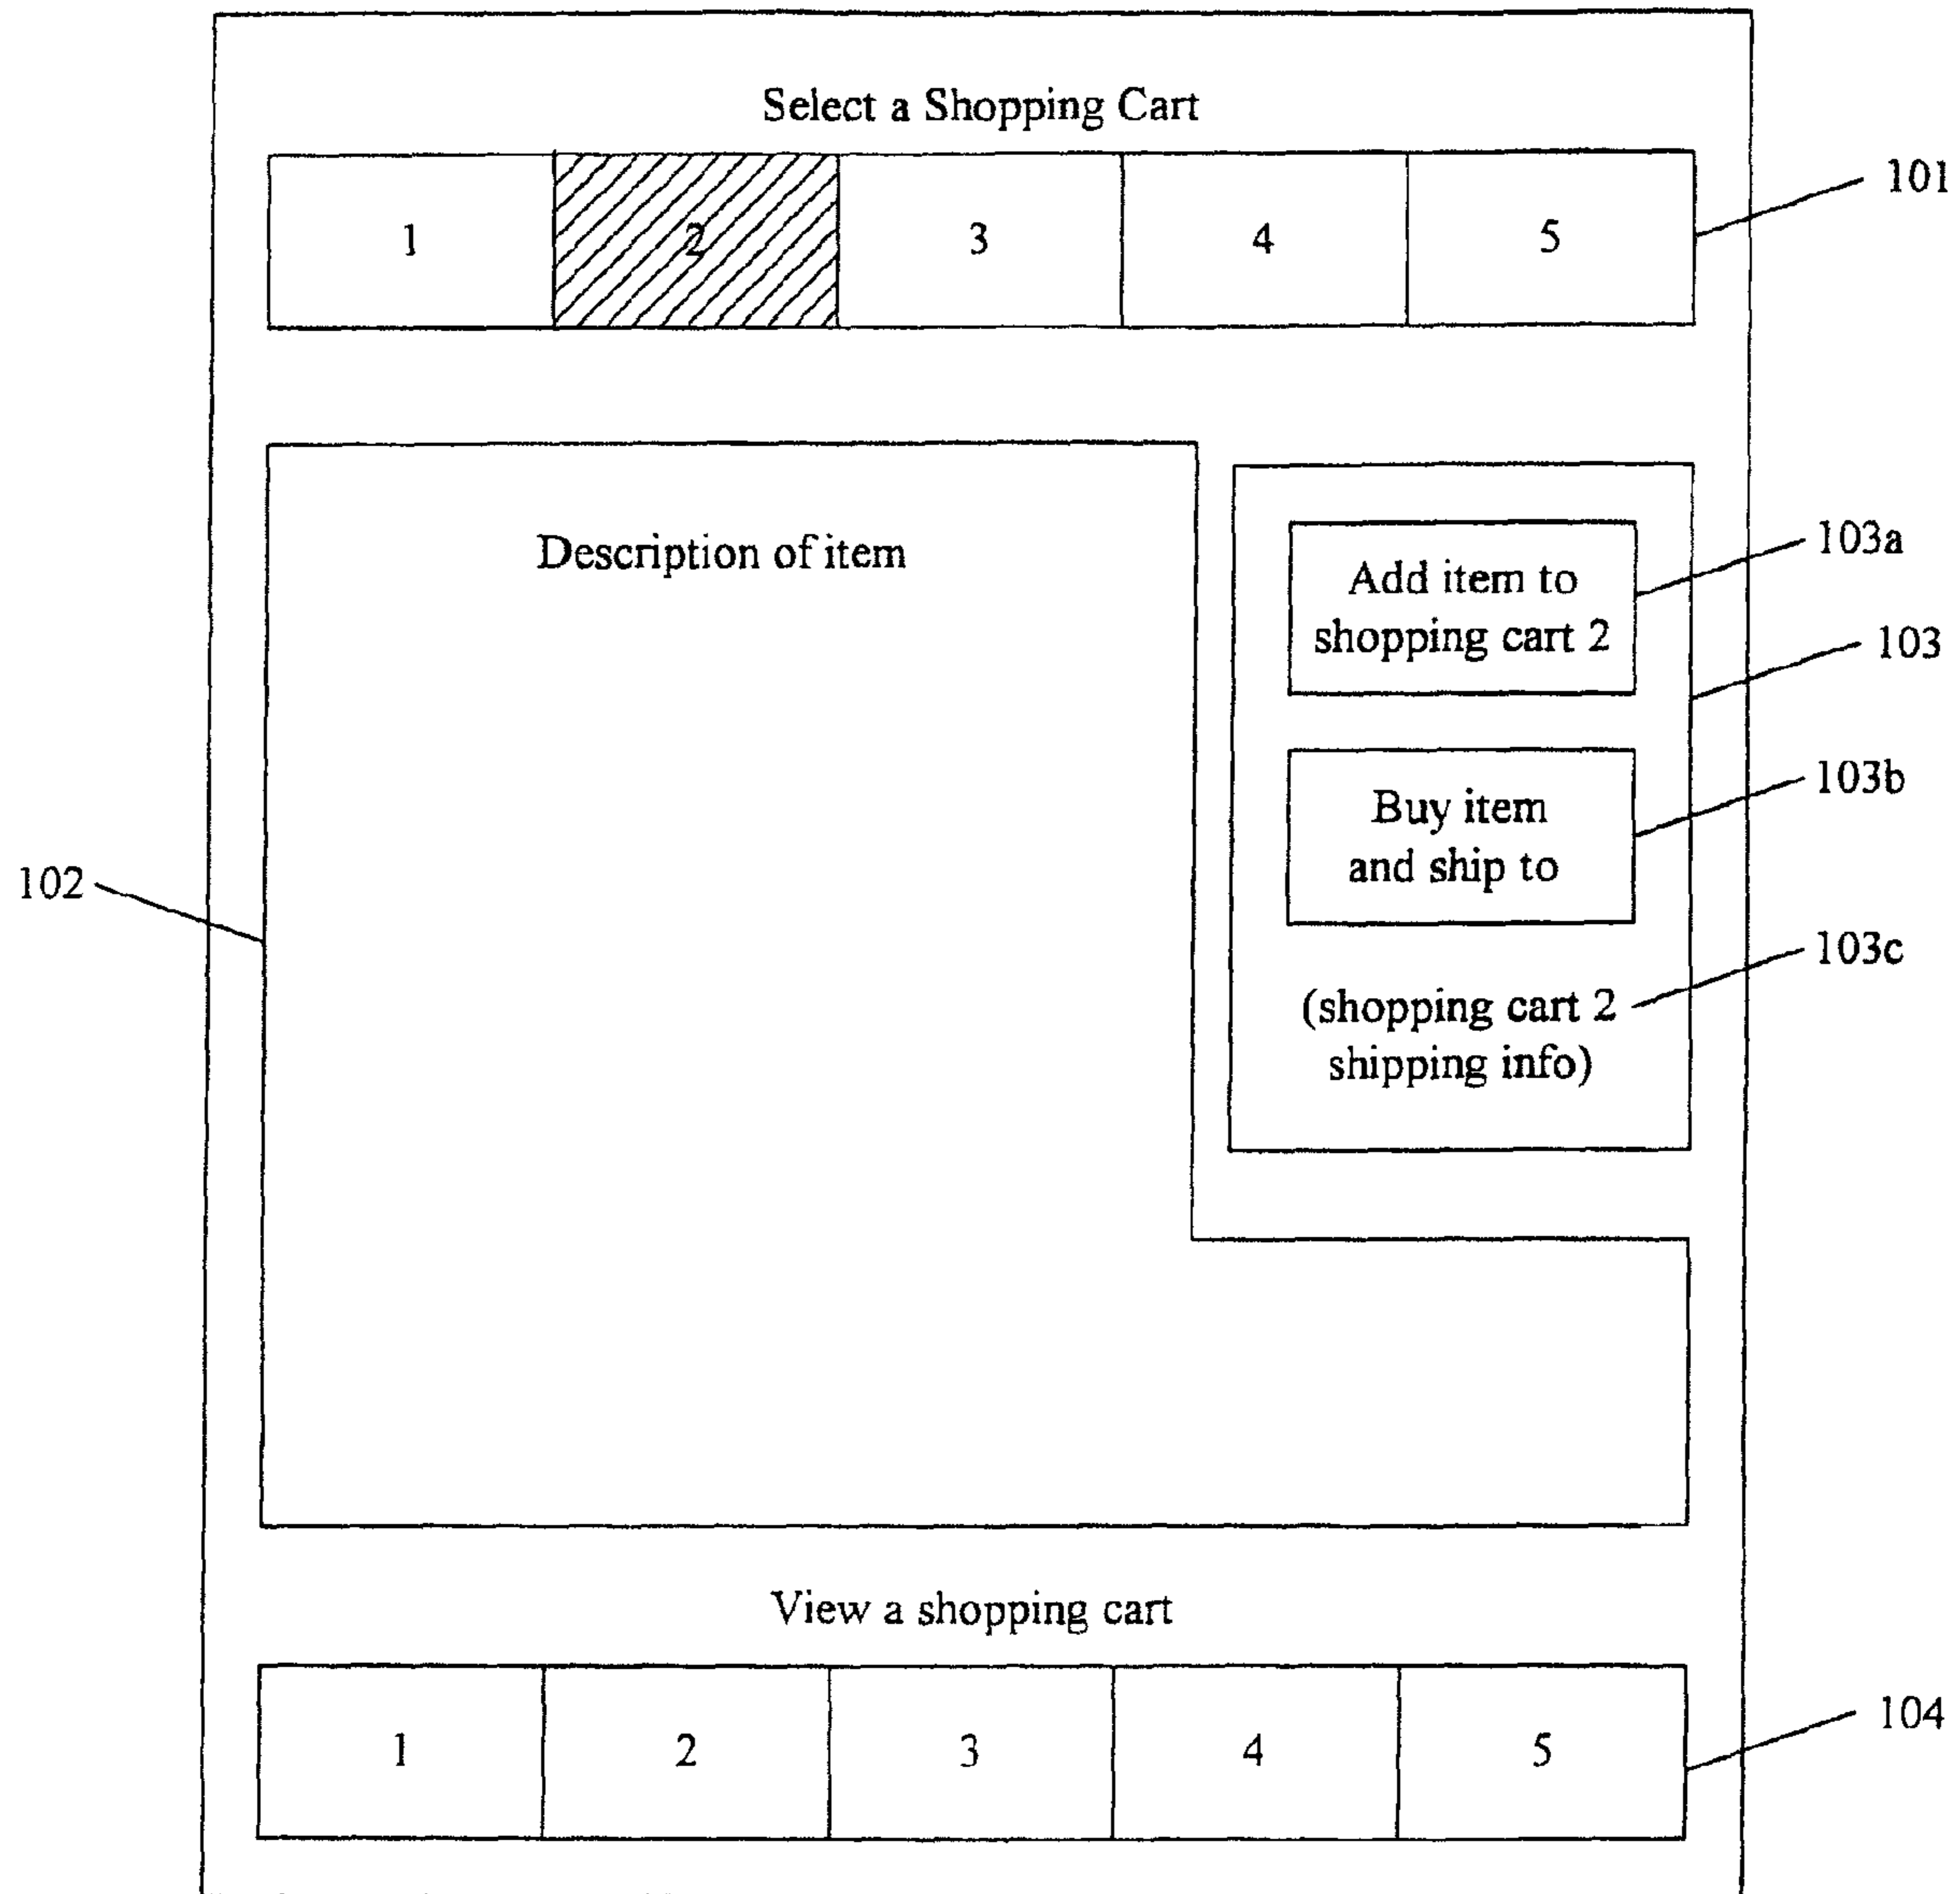 Select a Shopping Cart
1 2 3 4 5
101
Description of item
Add item to
shopping cart 2
103a
103
Buy item
and ship to
103b
102
103c
(shopping cart 2
shipping info)
View a shopping cart
1 2 3 4 5
104